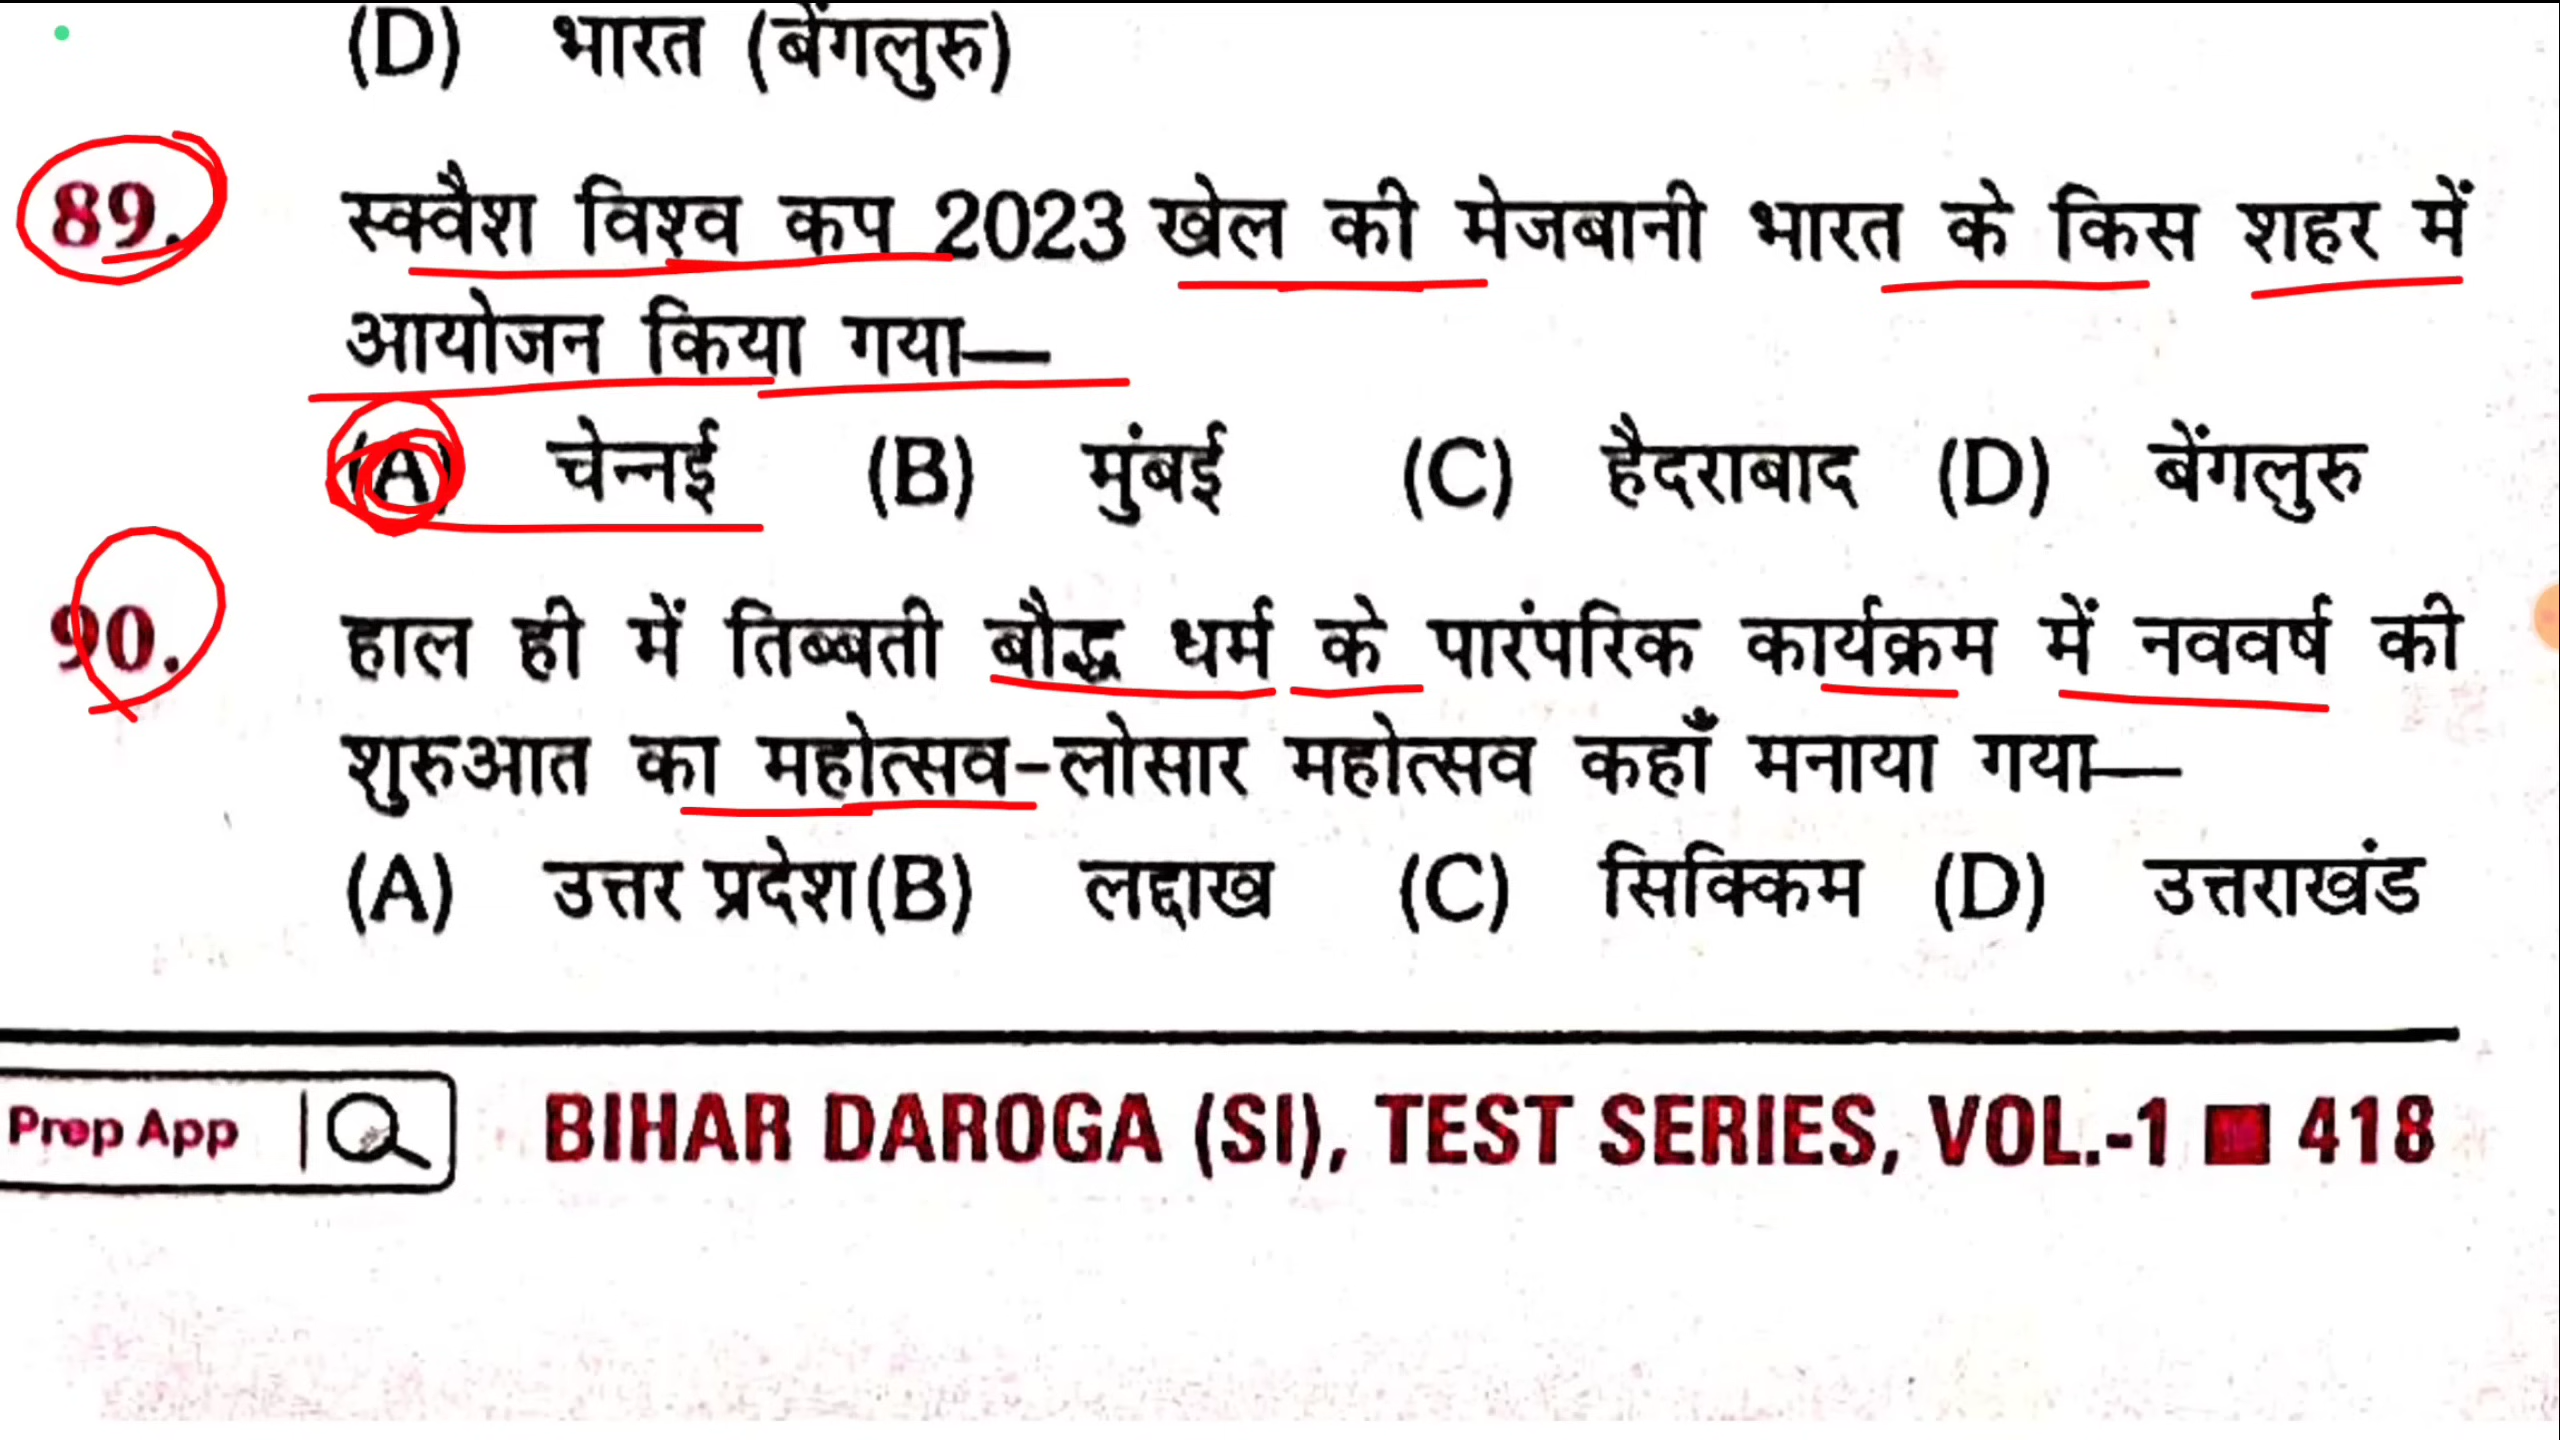 (D) भारत (बेंगलुरु)
89. स्क्वैश विश्व कप 2023 खेल की मेजबानी भारत के किस शहर में
आयोजन किया गया—
(A) चेन्नई (B) मुंबई (C) हैदराबाद (D) बेंगलुरु
90. हाल ही में तिब्बती बौद्ध धर्म के पारंपरिक कार्यक्रम में नववर्ष की
शुरुआत का महोत्सव-लोसार महोत्सव कहाँ मनाया गया—
(A) उत्तर प्रदेश (B) लद्दाख (C) सिक्किम (D) उत्तराखंड
Prep App BIHAR DAROGA (SI), TEST SERIES, VOL.-1 ■ 418